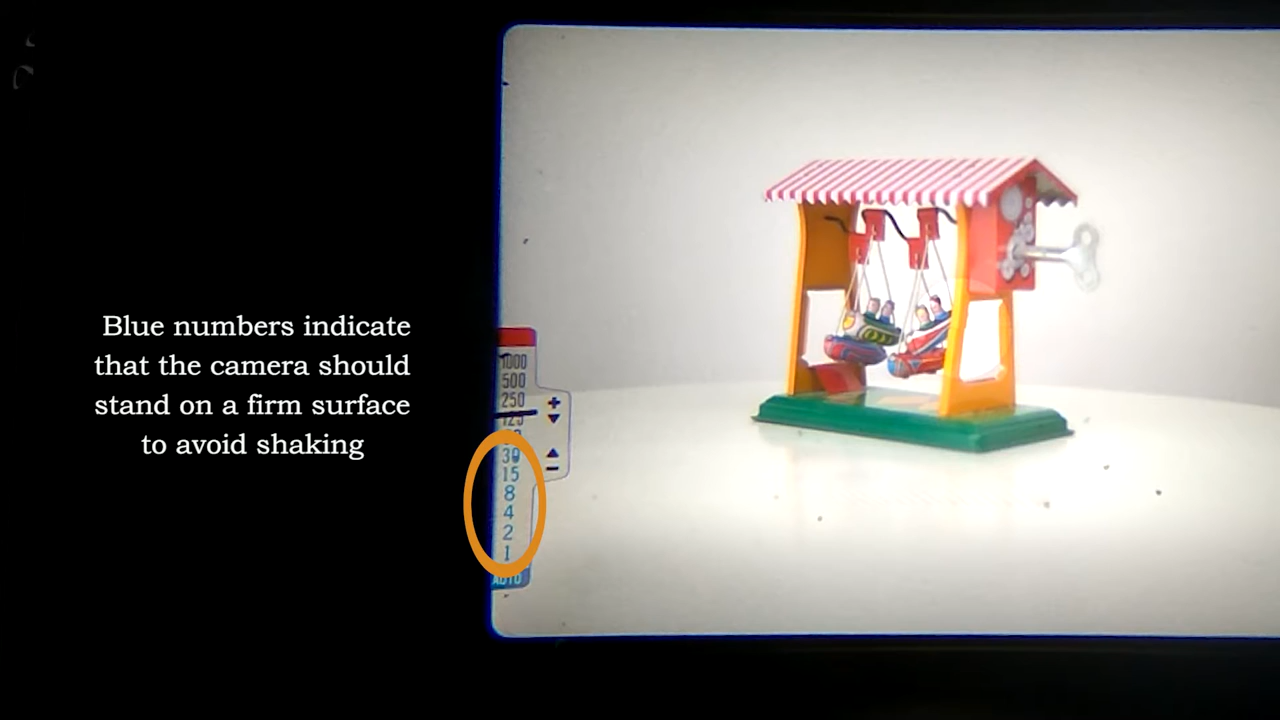 Blue numbers indicate
that the camera should
stand on a firm surface
to avoid shaking
1000
500
250
125
30
15
8
4
2
1
AUTO
+
−